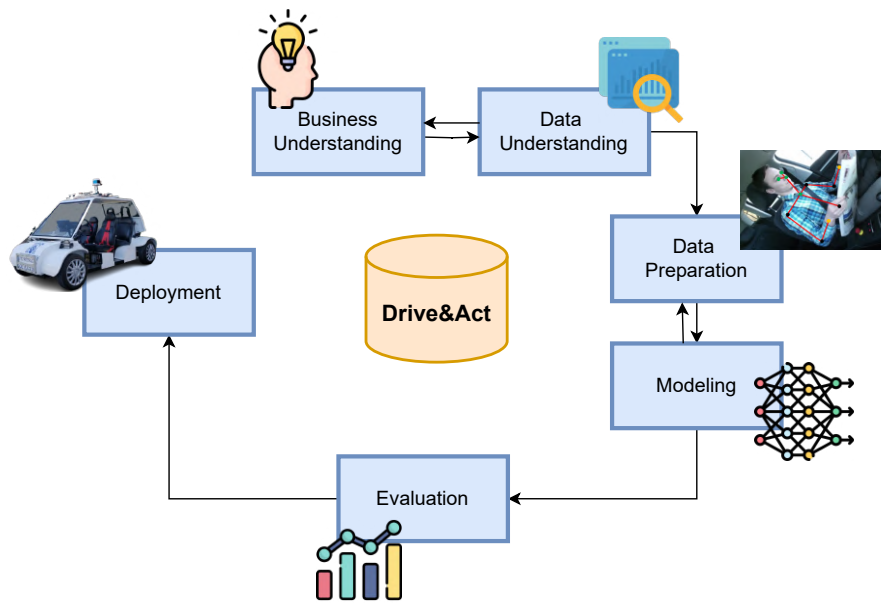 Business
Understanding
Data
Understanding
Data
Preparation
Deployment
Drive&Act
Modeling
Evaluation